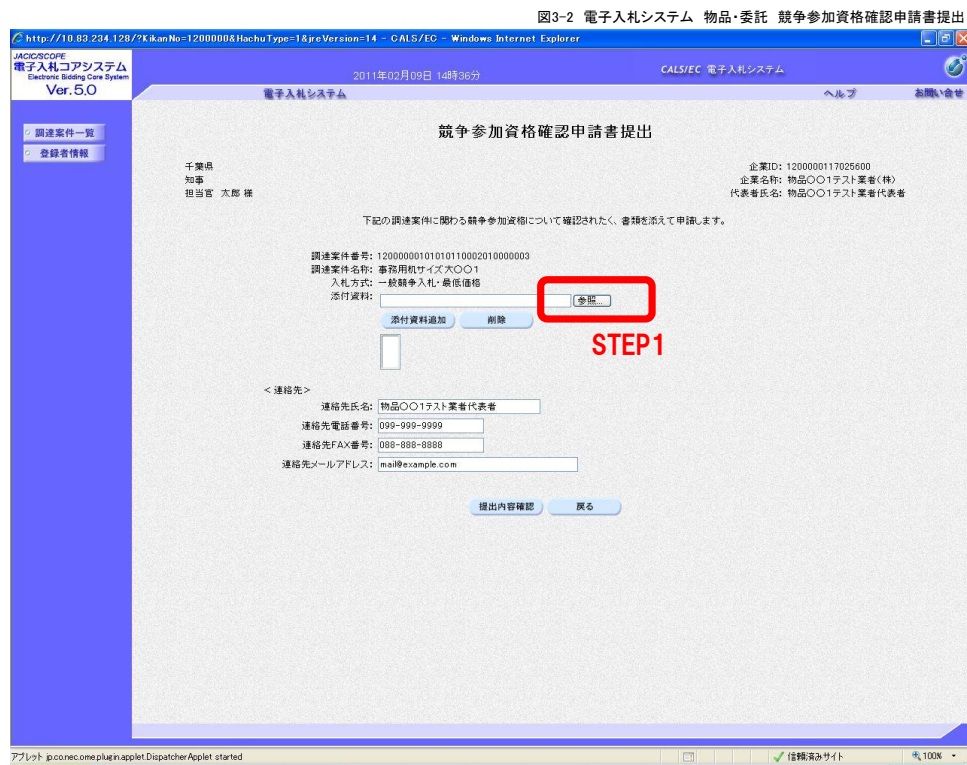 図3-2 電子入札システム 物品・委託 競争参加資格確認申請書提出
http://10.83.234.128/?KikanNo=1200000&HachuType=1&jreVersion=14 - CALS/EC - Windows Internet Explorer
JACIC/SCOPE
電子入札コアシステム
Electronic Bidding Core System
Ver.5.0
2011年02月09日 14時36分
CALS/EC 電子入札システム
電子入札システム
ヘルプ
お問い合せ
調達案件一覧
登録者情報
競争参加資格確認申請書提出
千葉県
知事
担当官 太郎 様
企業ID: 1200000117025600
企業名称: 物品〇〇1テスト業者(株)
代表者氏名: 物品〇〇1テスト業者代表者
下記の調達案件に関わる競争参加資格について確認されたく、書類を添えて申請します。
調達案件番号: 1200000010101011000201000003
調達案件名称: 事務用机サイズ大〇〇1
入札方式: 一般競争入札・最低価格
添付資料:
参照...
添付資料追加
削除
STEP1
<連絡先>
連絡先氏名: 物品〇〇1テスト業者代表者
連絡先電話番号: 099-999-9999
連絡先FAX番号: 088-888-8888
連絡先メールアドレス: mail@example.com
提出内容確認
戻る
アプレット jp.co.nec.ome.plugin.applet.DispatcherApplet started
信頼済みサイト
100%